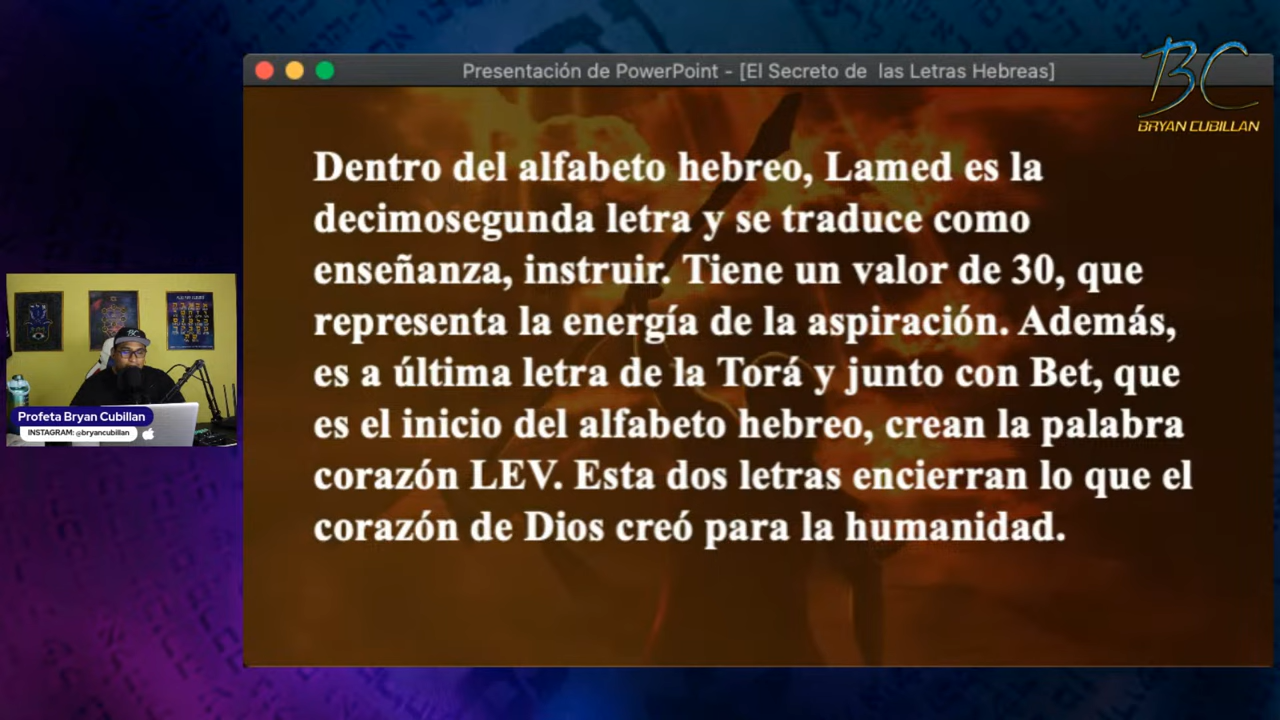 Presentación de PowerPoint - [El Secreto de  las Letras Hebreas]
BC
BRYAN CUBILLAN
Dentro del alfabeto hebreo, Lamed es la
decimosegunda letra y se traduce como
enseñanza, instruir. Tiene un valor de 30, que
representa la energía de la aspiración. Además,
es a última letra de la Torá y junto con Bet, que
es el inicio del alfabeto hebreo, crean la palabra
corazón LEV. Esta dos letras encierran lo que el
corazón de Dios creó para la humanidad.
Profeta Bryan Cubillan
INSTAGRAM: @bryancubillan